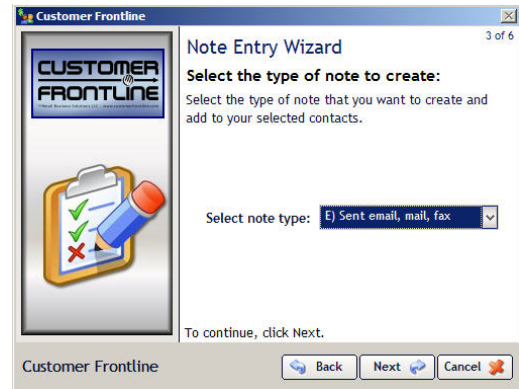 Customer Frontline
3 of 6
Note Entry Wizard
Select the type of note to create:
Select the type of note that you want to create and
add to your selected contacts.
CUSTOMER
FRONTLINE
Select note type: E) Sent email, mail, fax
To continue, click Next.
Customer Frontline
Back Next Cancel